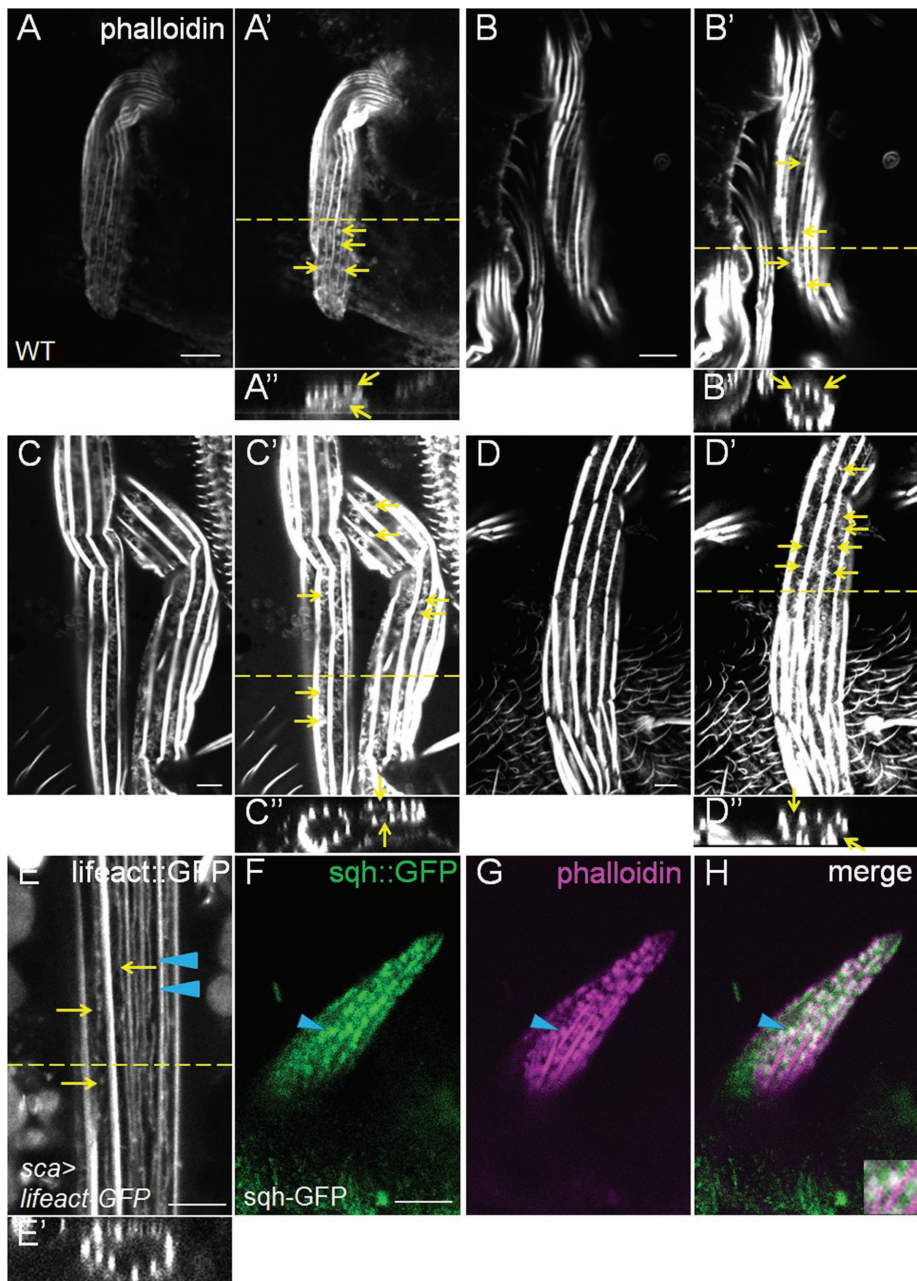 A phalloidin
A'
B
B'
WT
A''
B''
C
C'
D
D'
C''
D''
E lifeact::GFP
F sqh::GFP
G phalloidin
H merge
sca>
lifeact-GFP
sqh-GFP
E'